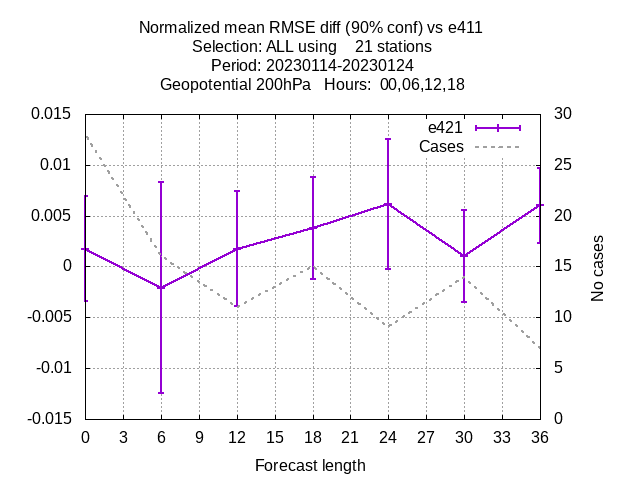 Normalized mean RMSE diff (90% conf) vs e411
Selection: ALL using    21 stations
Period: 20230114-20230124
Geopotential 200hPa   Hours:  00,06,12,18
0.015
0.01
0.005
0
-0.005
-0.01
-0.015
e421
Cases
30
25
20
15
10
5
0
No cases
0 3 6 9 12 15 18 21 24 27 30 33 36
Forecast length